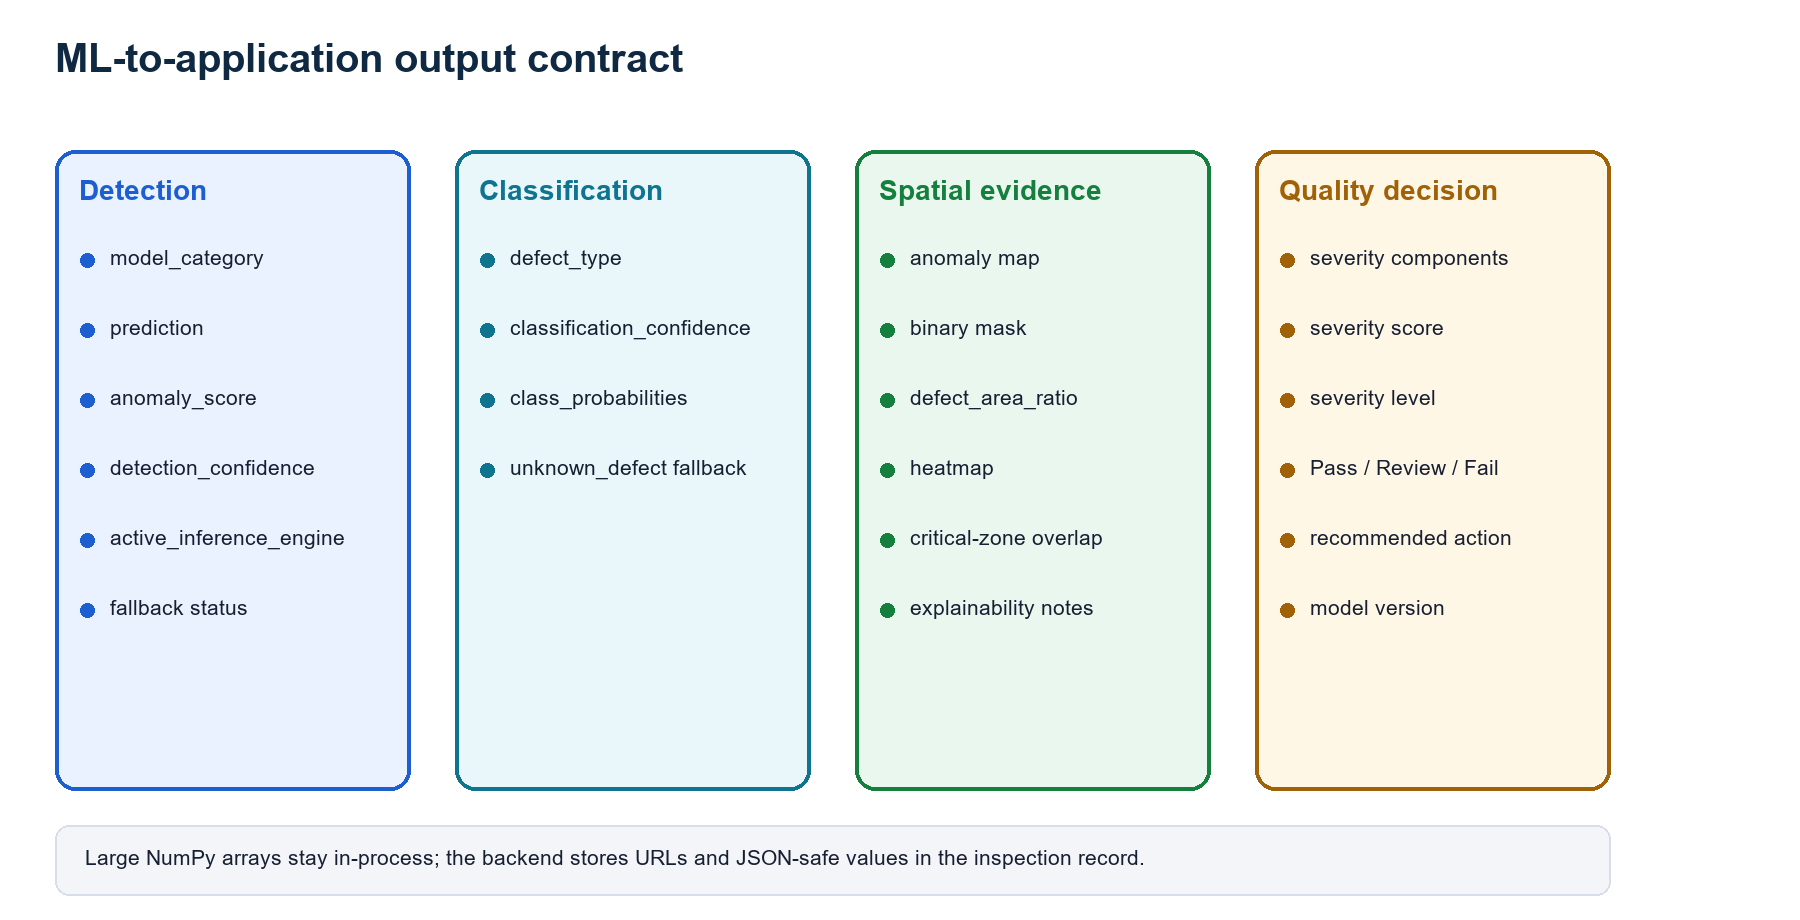 ML-to-application output contract
Detection
model_category
prediction
anomaly_score
detection_confidence
active_inference_engine
fallback status
Classification
defect_type
classification_confidence
class_probabilities
unknown_defect fallback
Spatial evidence
anomaly map
binary mask
defect_area_ratio
heatmap
critical-zone overlap
explainability notes
Quality decision
severity components
severity score
severity level
Pass / Review / Fail
recommended action
model version
Large NumPy arrays stay in-process; the backend stores URLs and JSON-safe values in the inspection record.